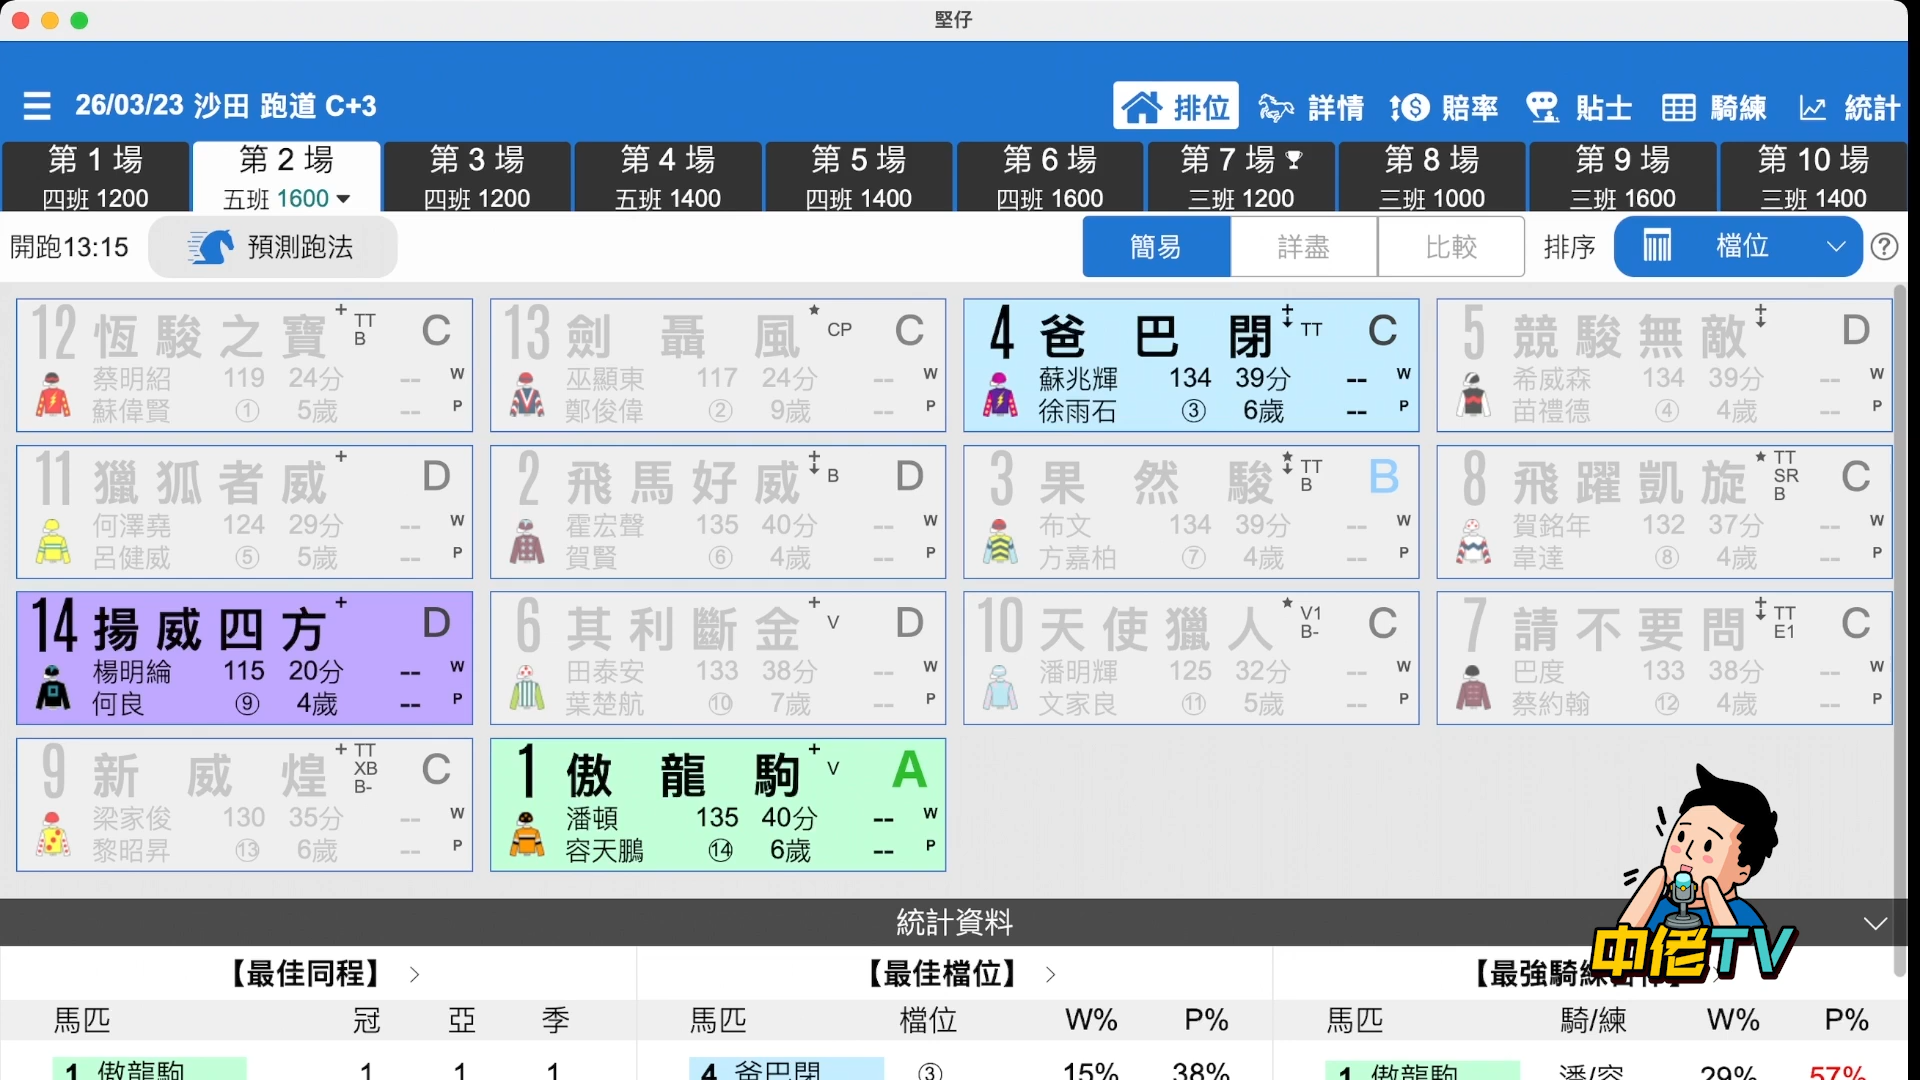 堅仔
26/03/23 沙田 跑道 C+3
排位 詳情 賠率 貼士 騎練 統計
第 1 場 第 2 場 第 3 場 第 4 場 第 5 場 第 6 場 第 7 場 第 8 場 第 9 場 第 10 場
四班 1200 五班 1600 四班 1200 五班 1400 四班 1400 四班 1600 三班 1200 三班 1000 三班 1600 三班 1400
開跑13:15 預測跑法 簡易 詳盡 比較 排序 檔位 ?
12 恆駿之寶 + TT B C
蔡明紹 119 24分 -- W
蘇偉賢 ① 5歲 -- P
13 劍聶風 ★ CP C
巫顯東 117 24分 -- W
鄭俊偉 ② 9歲 -- P
4 爸巴閉 ‡ TT C
蘇兆輝 134 39分 -- W
徐雨石 ③ 6歲 -- P
5 競駿無敵 ‡ D
希威森 134 39分 -- W
苗禮德 ④ 4歲 -- P
11 獵狐者威 + D
何澤堯 124 29分 -- W
呂健威 ⑤ 5歲 -- P
2 飛馬好威 ‡ B D
霍宏聲 135 40分 -- W
賀賢 ⑥ 4歲 -- P
3 果然駿 ★ TT B B
布文 134 39分 -- W
方嘉柏 ⑦ 4歲 -- P
8 飛躍凱旋 ★ TT SR B C
賀銘年 132 37分 -- W
韋達 ⑧ 4歲 -- P
14 揚威四方 + D
楊明綸 115 20分 -- W
何良 ⑨ 4歲 -- P
6 其利斷金 + V D
田泰安 133 38分 -- W
葉楚航 ⑩ 7歲 -- P
10 天使獵人 ★ V1 B- C
潘明輝 125 32分 -- W
文家良 ⑪ 5歲 -- P
7 請不要問 ‡ TT E1 C
巴度 133 38分 -- W
蔡約翰 ⑫ 4歲 -- P
9 新威煌 + TT XB B- C
梁家俊 130 35分 -- W
黎昭昇 ⑬ 6歲 -- P
1 傲龍駒 + V A
潘頓 135 40分 -- W
容天鵬 ⑭ 6歲 -- P
中佬TV
統計資料
【最佳同程】 > 【最佳檔位】 > 【最強騎練
馬匹 冠 亞 季 馬匹 檔位 W% P% 馬匹 騎/練 W% P%
1 傲龍駒 1 1 1 4 爸巴閉 ③ 15% 38% 1 傲龍駒 潘/容 29% 57%